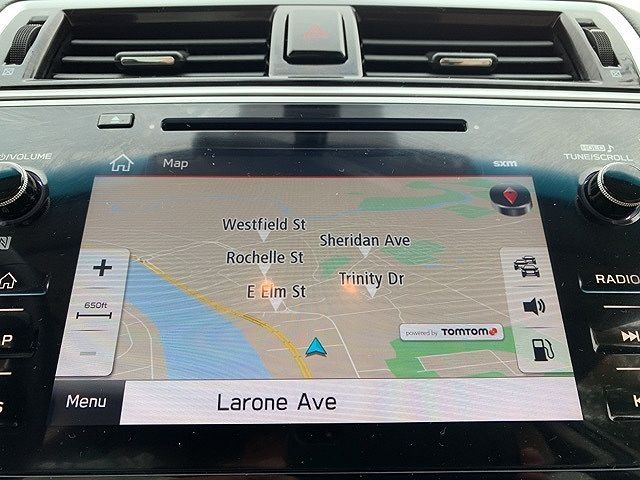 /VOLUME
HOLD
TUNE/SCROLL
Map
sxm
Westfield St
Sheridan Ave
Rochelle St
Trinity Dr
E Elm St
RADIO
650ft
powered by TOMTOM
Menu
Larone Ave